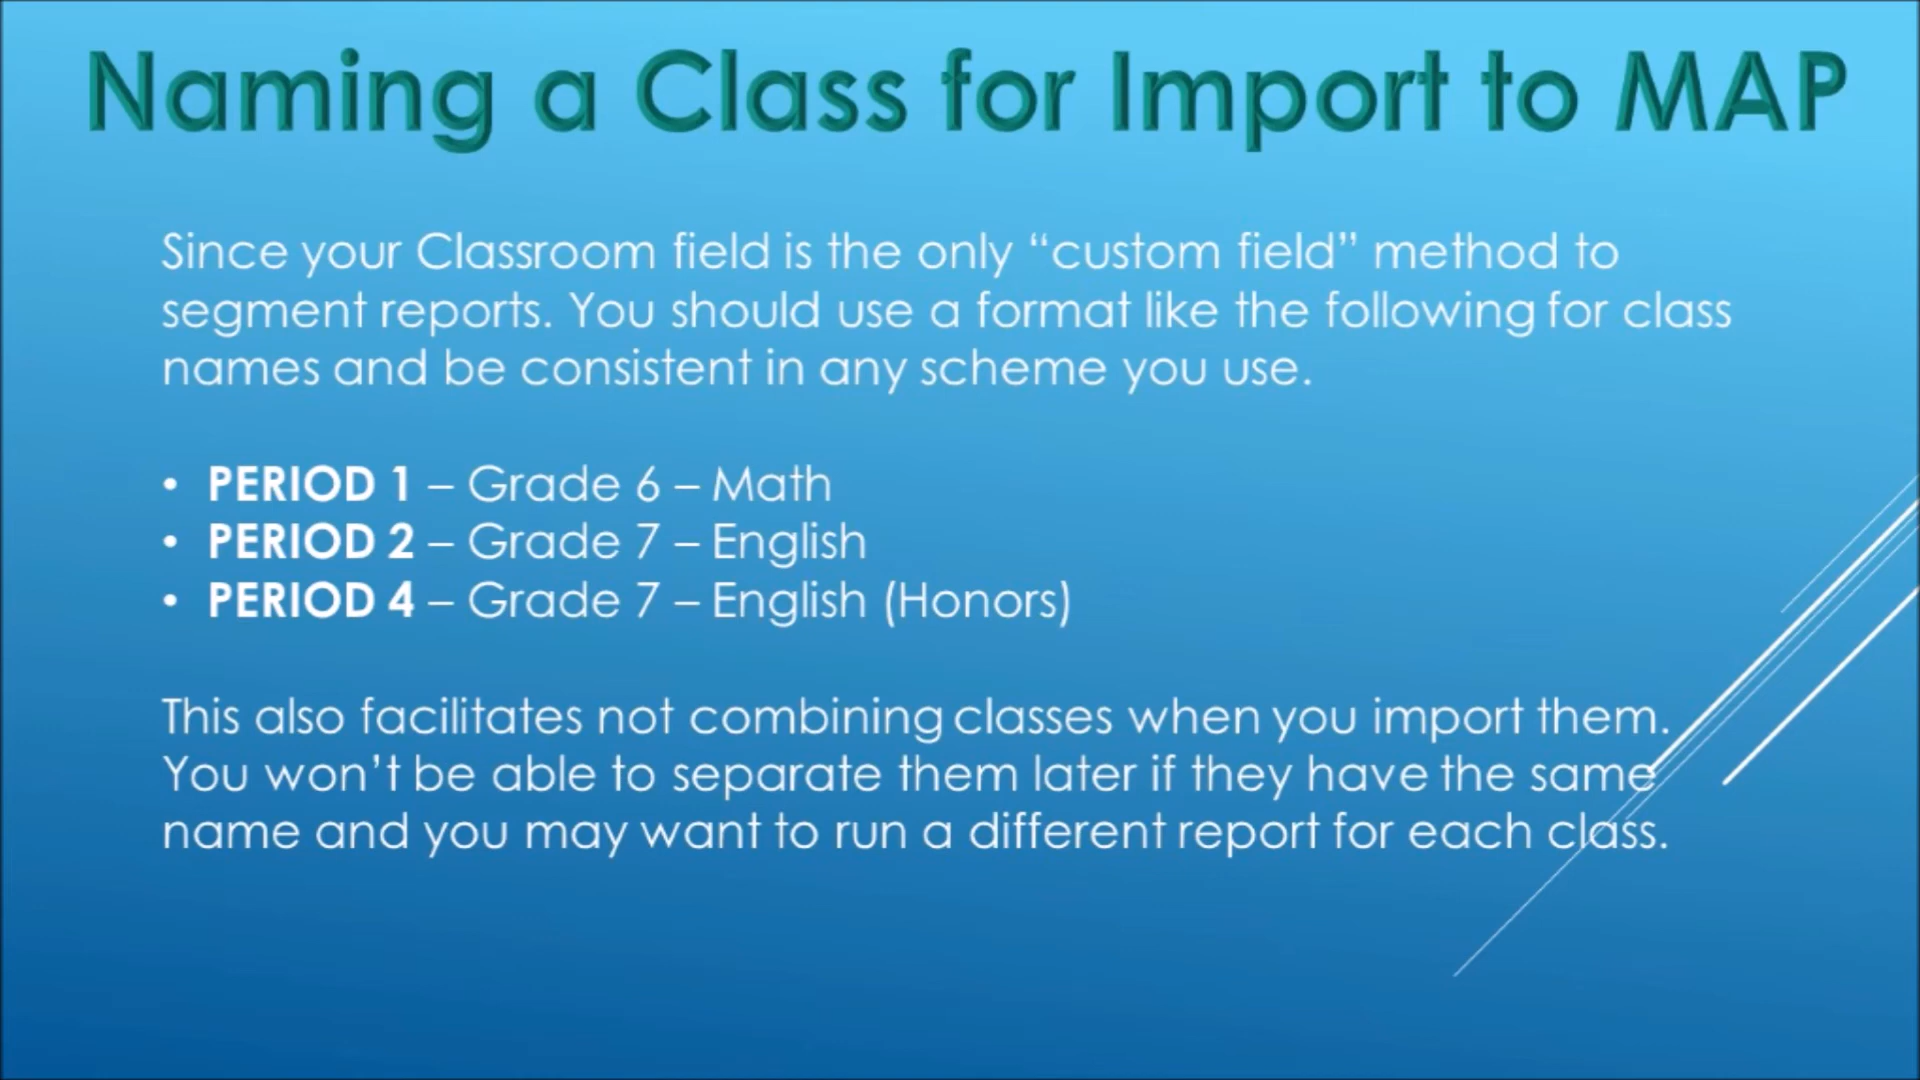 Naming a Class for Import to MAP
Since your Classroom field is the only “custom field” method to
segment reports. You should use a format like the following for class
names and be consistent in any scheme you use.
• PERIOD 1 – Grade 6 – Math
• PERIOD 2 – Grade 7 – English
• PERIOD 4 – Grade 7 – English (Honors)
This also facilitates not combining classes when you import them.
You won’t be able to separate them later if they have the same
name and you may want to run a different report for each class.